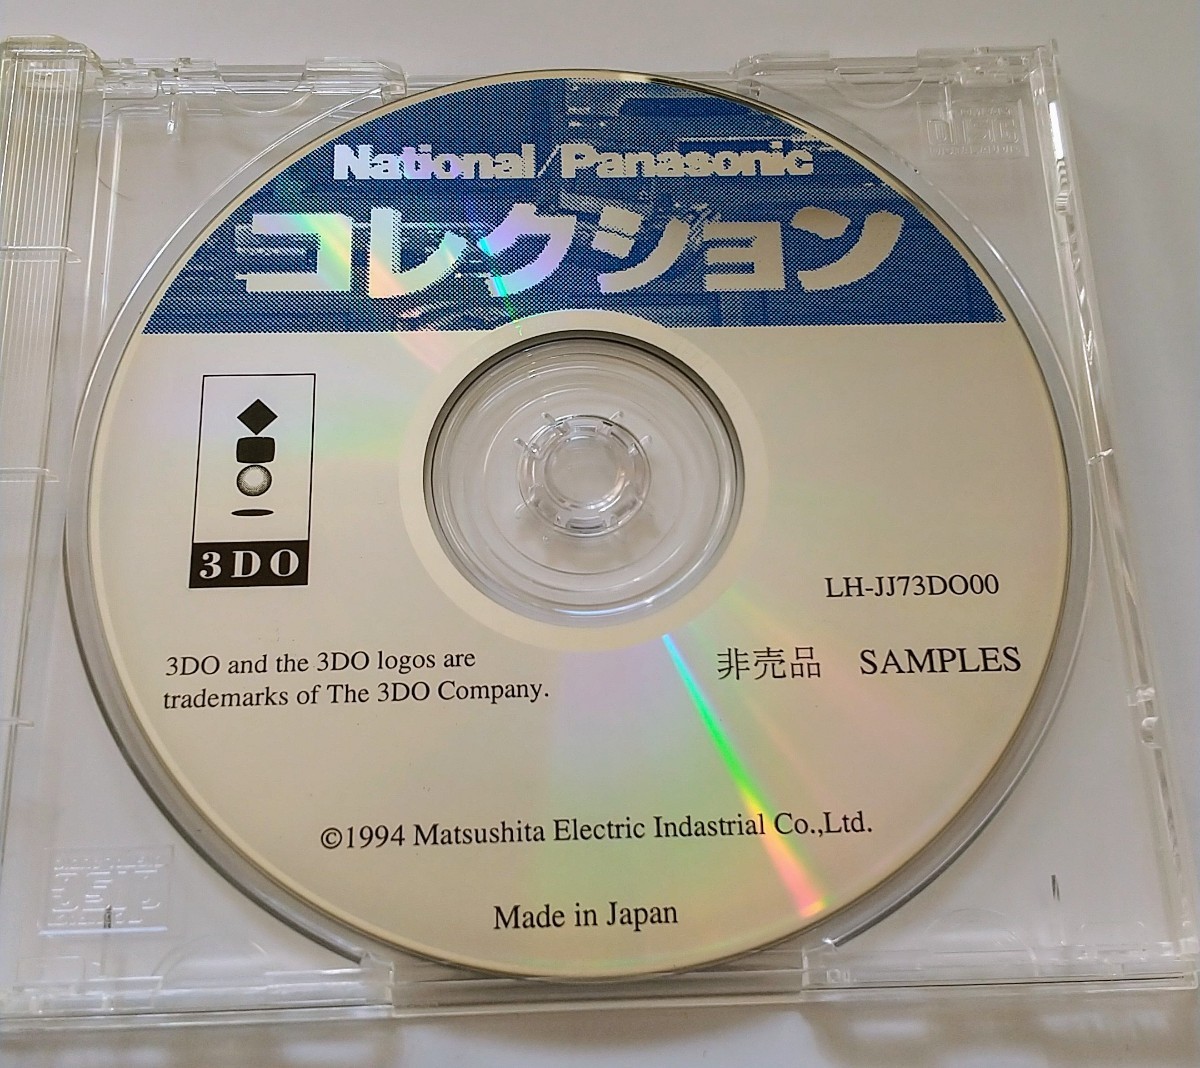 National/Panasonic
コレクション
3DO
LH-JJ73DO00
3DO and the 3DO logos are
trademarks of The 3DO Company.
非売品 SAMPLES
©1994 Matsushita Electric Indastrial Co.,Ltd.
Made in Japan